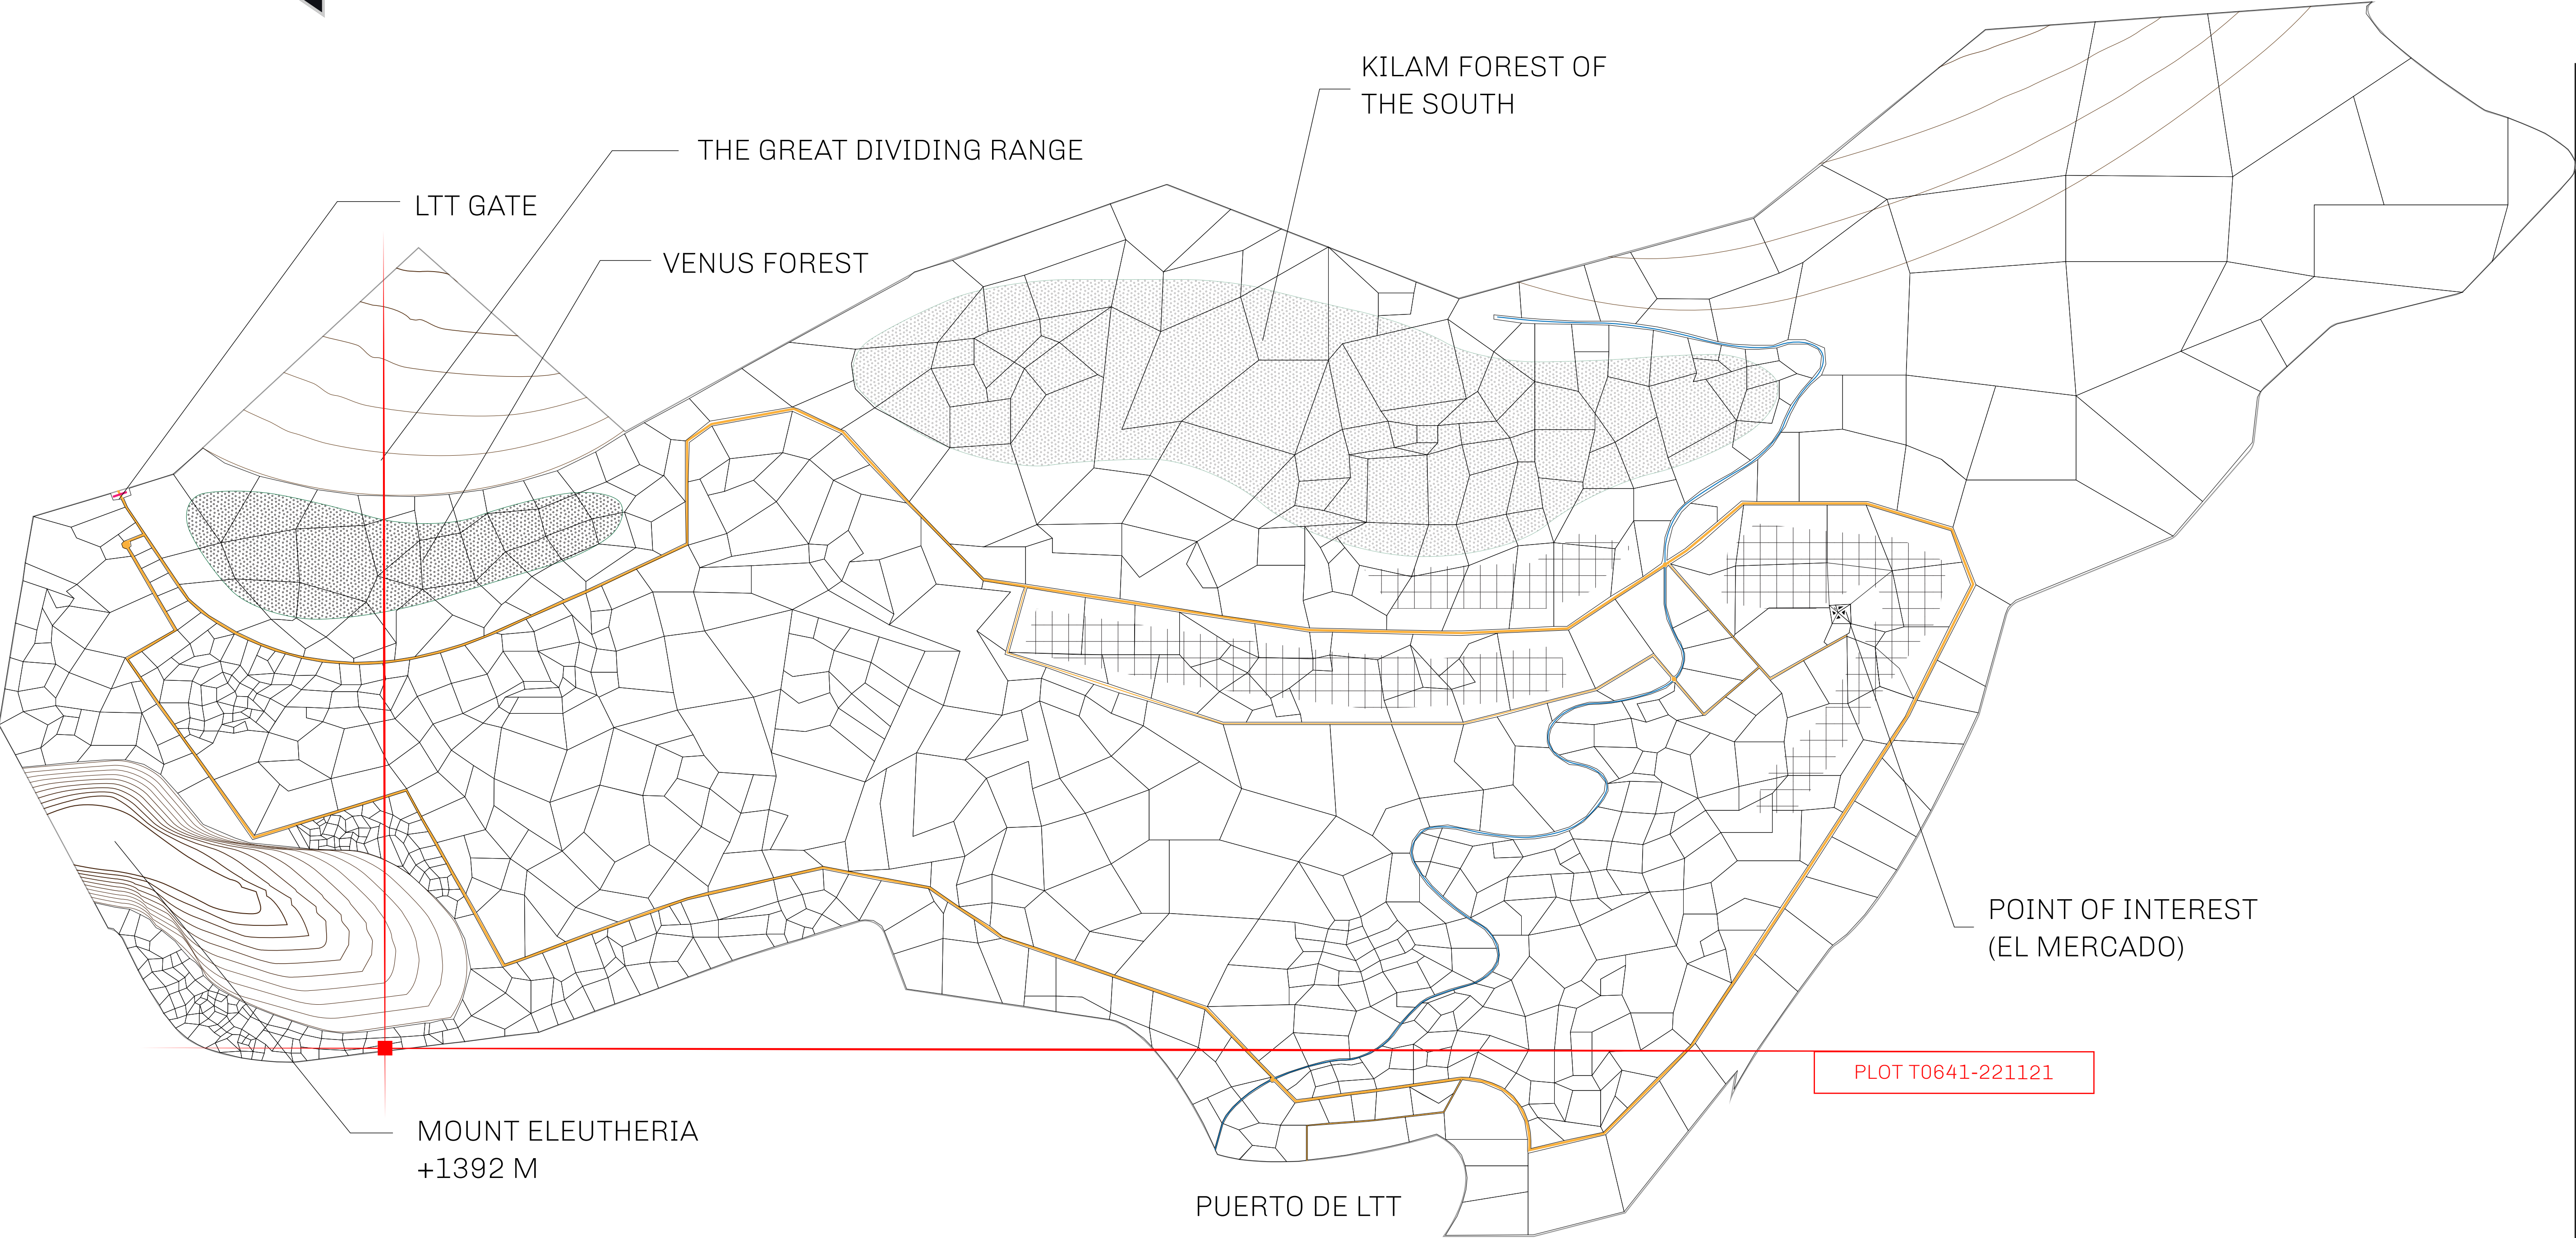 KILAM FOREST OF
THE SOUTH
THE GREAT DIVIDING RANGE
LTT GATE
VENUS FOREST
POINT OF INTEREST
(EL MERCADO)
PLOT T0641-221121
MOUNT ELEUTHERIA
+1392 M
PUERTO DE LTT